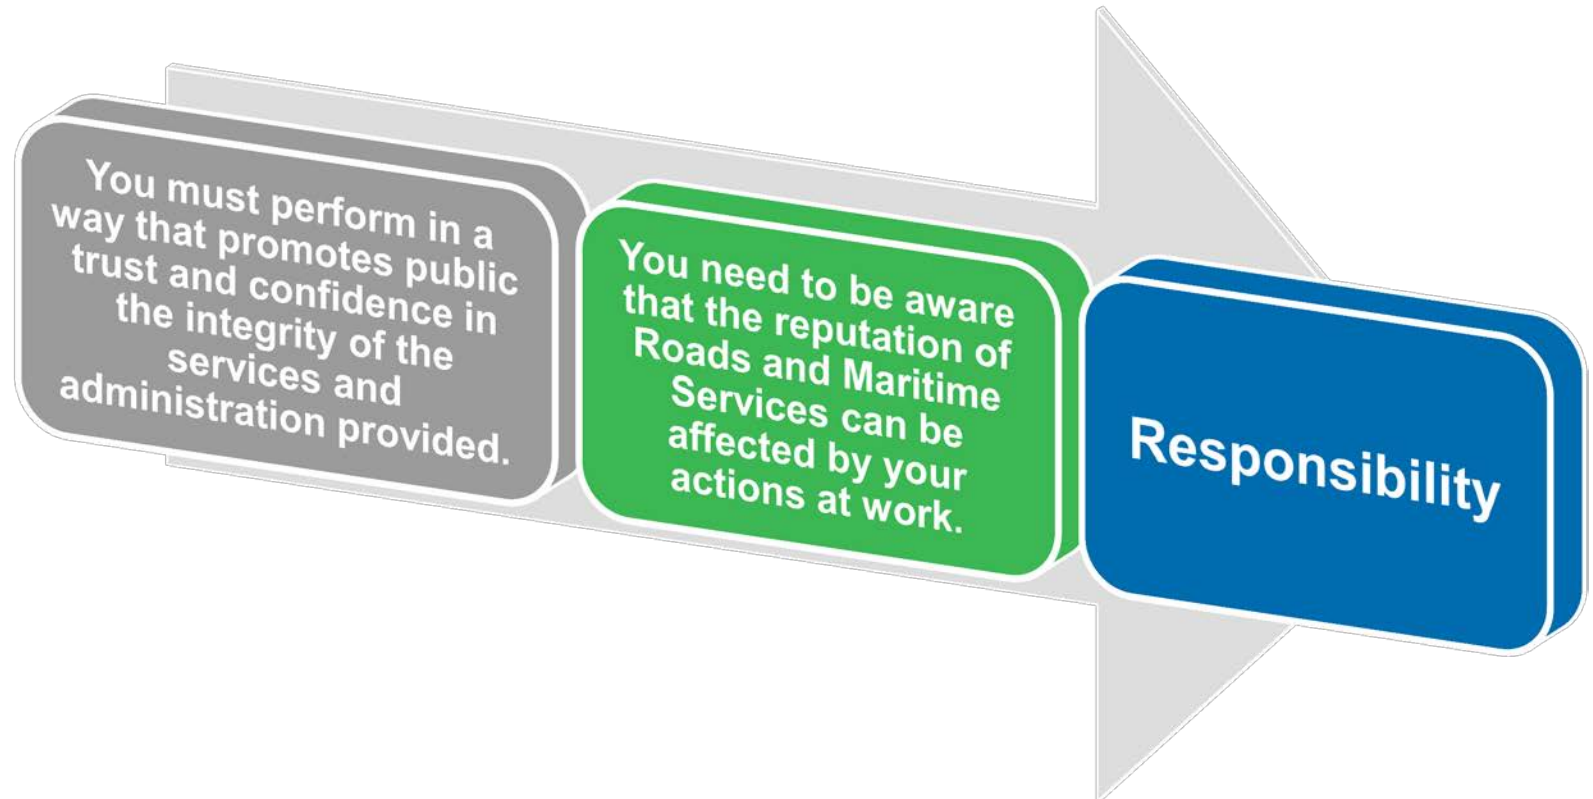 You must perform in a
way that promotes public
trust and confidence in
the integrity of the
services and
administration provided.
You need to be aware
that the reputation of
Roads and Maritime
Services can be
affected by your
actions at work.
Responsibility